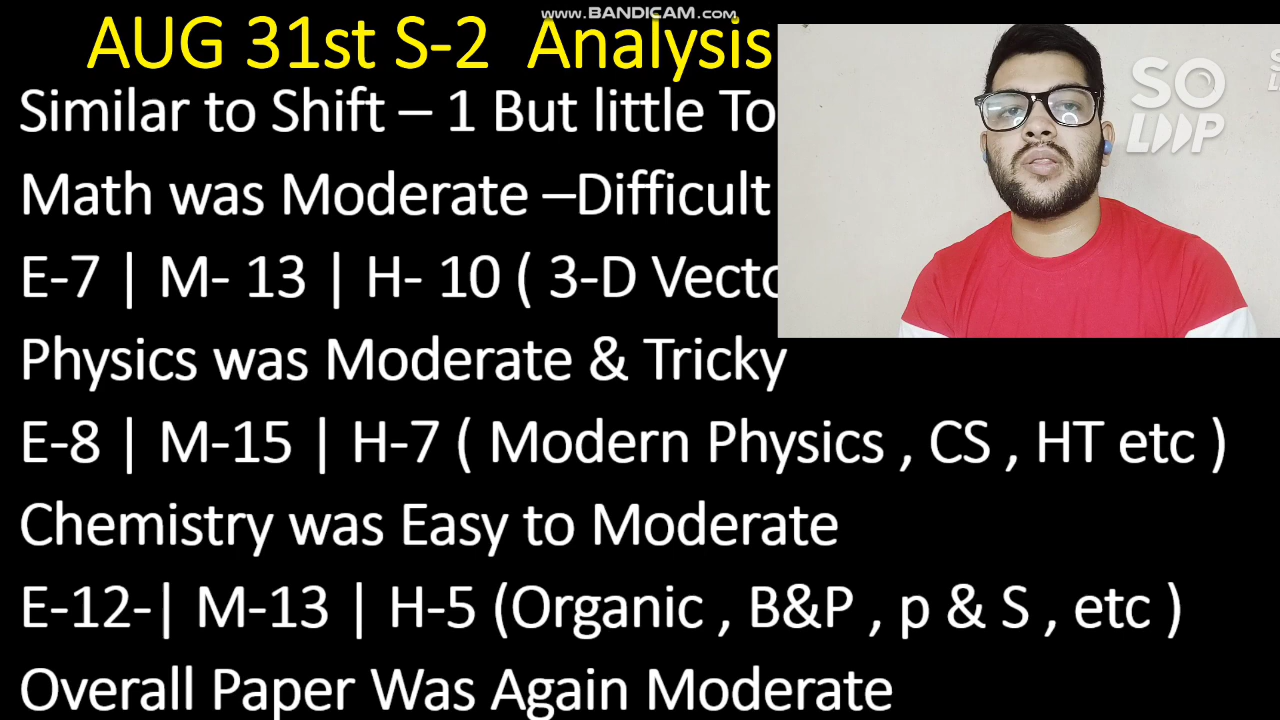 www.BANDICAM.com
AUG 31st S-2 Analysis
SO
LOOP
Similar to Shift – 1 But little
Math was Moderate –Difficult
E-7 | M- 13 | H- 10 ( 3-D
Physics was Moderate & Tricky
E-8 | M-15 | H-7 ( Modern Physics , CS , HT etc )
Chemistry was Easy to Moderate
E-12-| M-13 | H-5 (Organic , B&P , p & S , etc )
Overall Paper Was Again Moderate